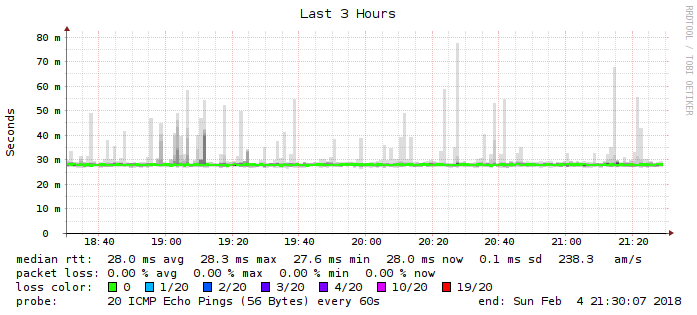 Last 3 Hours
RRDTOOL / TOBI OETIKER
Seconds
80 m
70 m
60 m
50 m
40 m
30 m
20 m
10 m
0
18:40 19:00 19:20 19:40 20:00 20:20 20:40 21:00 21:20
median rtt: 28.0 ms avg 28.3 ms max 27.6 ms min 28.0 ms now 0.1 ms sd 238.3 am/s
packet loss: 0.00 % avg 0.00 % max 0.00 % min 0.00 % now
loss color: 0 1/20 2/20 3/20 4/20 10/20 19/20
probe: 20 ICMP Echo Pings (56 Bytes) every 60s end: Sun Feb 4 21:30:07 2018